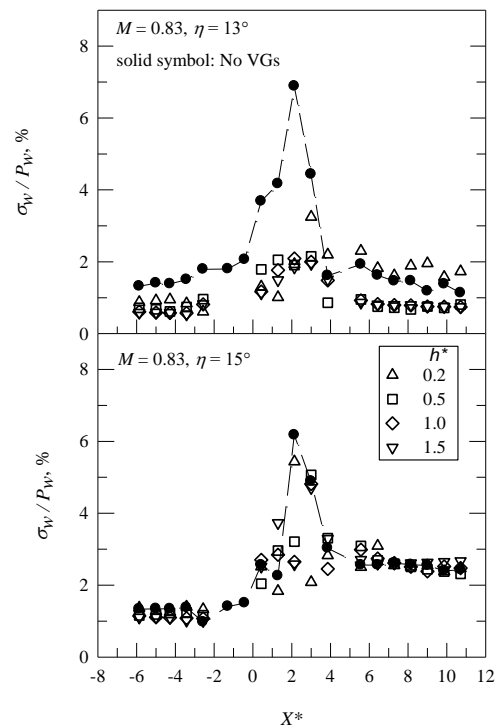 M = 0.83, η = 13°
solid symbol: No VGs
8
6
4
2
0
σw / Pw, %
M = 0.83, η = 15°
h*
0.2
0.5
1.0
1.5
8
6
4
2
0
σw / Pw, %
-8 -6 -4 -2 0 2 4 6 8 10 12
X*